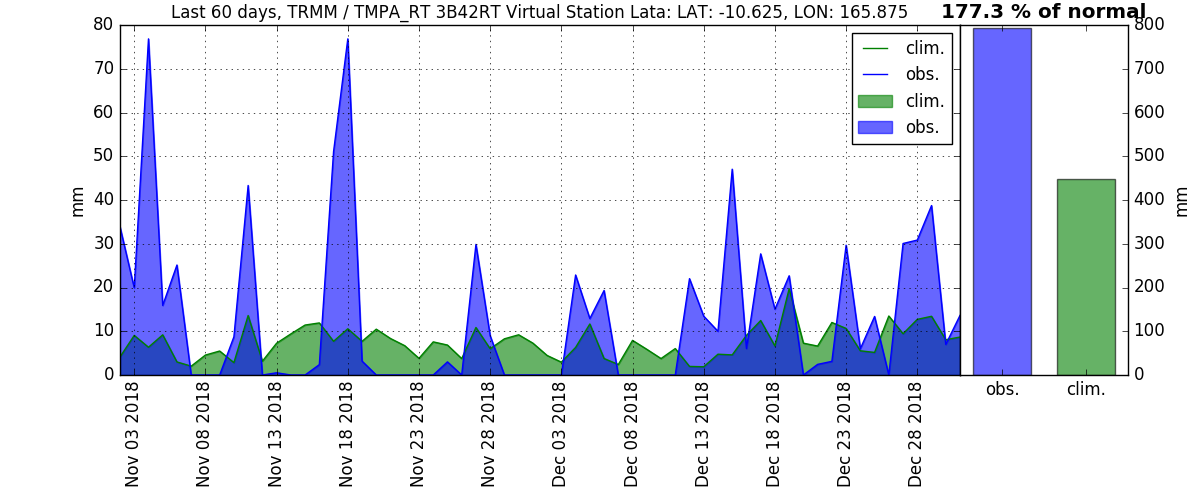 Last 60 days, TRMM / TMPA_RT 3B42RT Virtual Station Lata: LAT: -10.625, LON: 165.875
177.3 % of normal
80
70
60
50
40
30
20
10
0
mm
clim.
obs.
clim.
obs.
Nov 03 2018
Nov 08 2018
Nov 13 2018
Nov 18 2018
Nov 23 2018
Nov 28 2018
Dec 03 2018
Dec 08 2018
Dec 13 2018
Dec 18 2018
Dec 23 2018
Dec 28 2018
800
700
600
500
400
300
200
100
0
mm
obs.
clim.